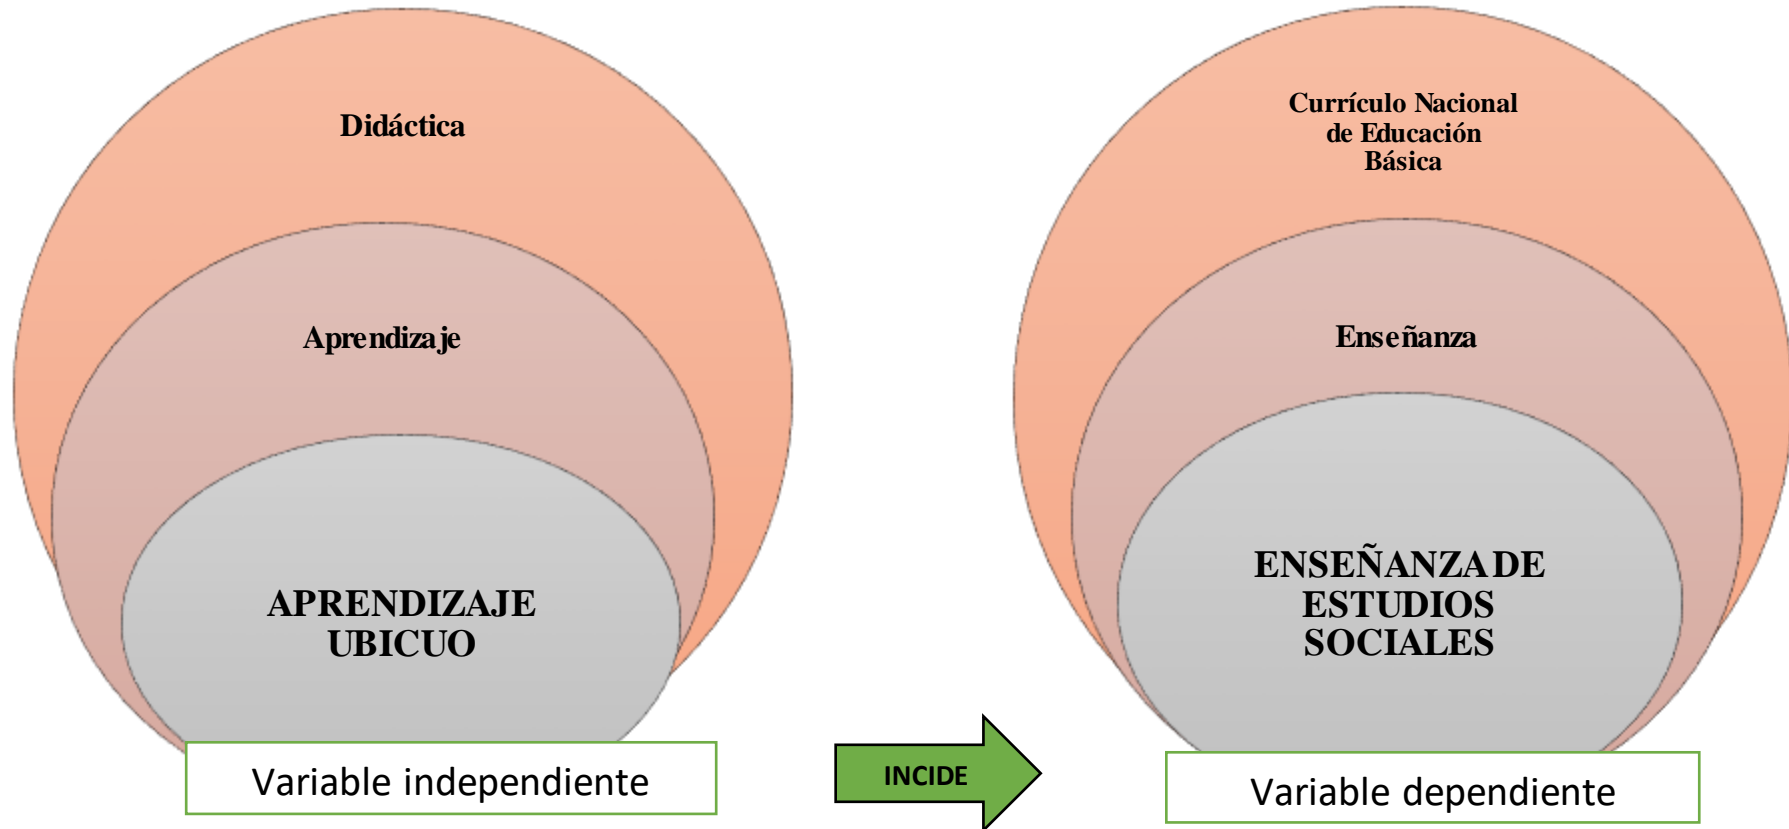 Didáctica
Aprendizaje
APRENDIZAJE
UBICUO
Variable independiente
INCIDE
Currículo Nacional
de Educación
Básica
Enseñanza
ENSEÑANZA DE
ESTUDIOS
SOCIALES
Variable dependiente